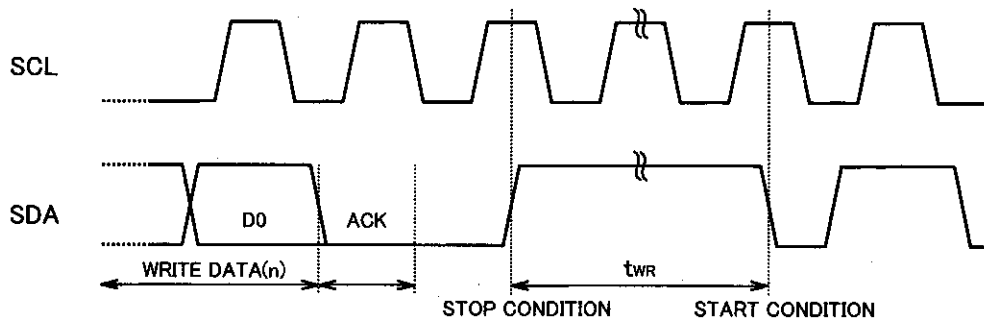 SCL
SDA
D0
ACK
WRITE DATA(n)
tWR
STOP CONDITION
START CONDITION